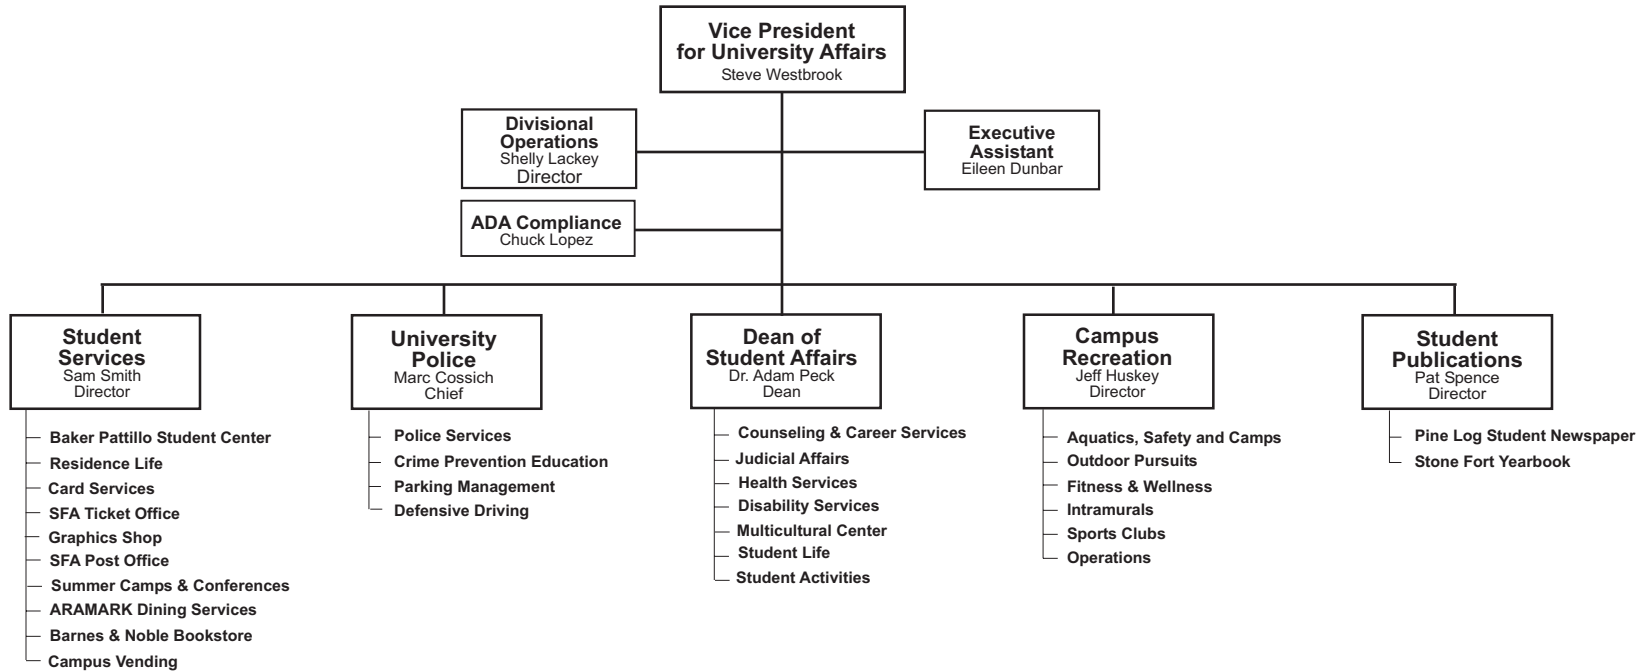 Vice President
for University Affairs
Steve Westbrook
Divisional
Operations
Shelly Lackey
Director
Executive
Assistant
Eileen Dunbar
ADA Compliance
Chuck Lopez
Student
Services
Sam Smith
Director
Baker Pattillo Student Center
Residence Life
Card Services
SFA Ticket Office
Graphics Shop
SFA Post Office
Summer Camps & Conferences
ARAMARK Dining Services
Barnes & Noble Bookstore
Campus Vending
University
Police
Marc Cossich
Chief
Police Services
Crime Prevention Education
Parking Management
Defensive Driving
Dean of
Student Affairs
Dr. Adam Peck
Dean
Counseling & Career Services
Judicial Affairs
Health Services
Disability Services
Multicultural Center
Student Life
Student Activities
Campus
Recreation
Jeff Huskey
Director
Aquatics, Safety and Camps
Outdoor Pursuits
Fitness & Wellness
Intramurals
Sports Clubs
Operations
Student
Publications
Pat Spence
Director
Pine Log Student Newspaper
Stone Fort Yearbook